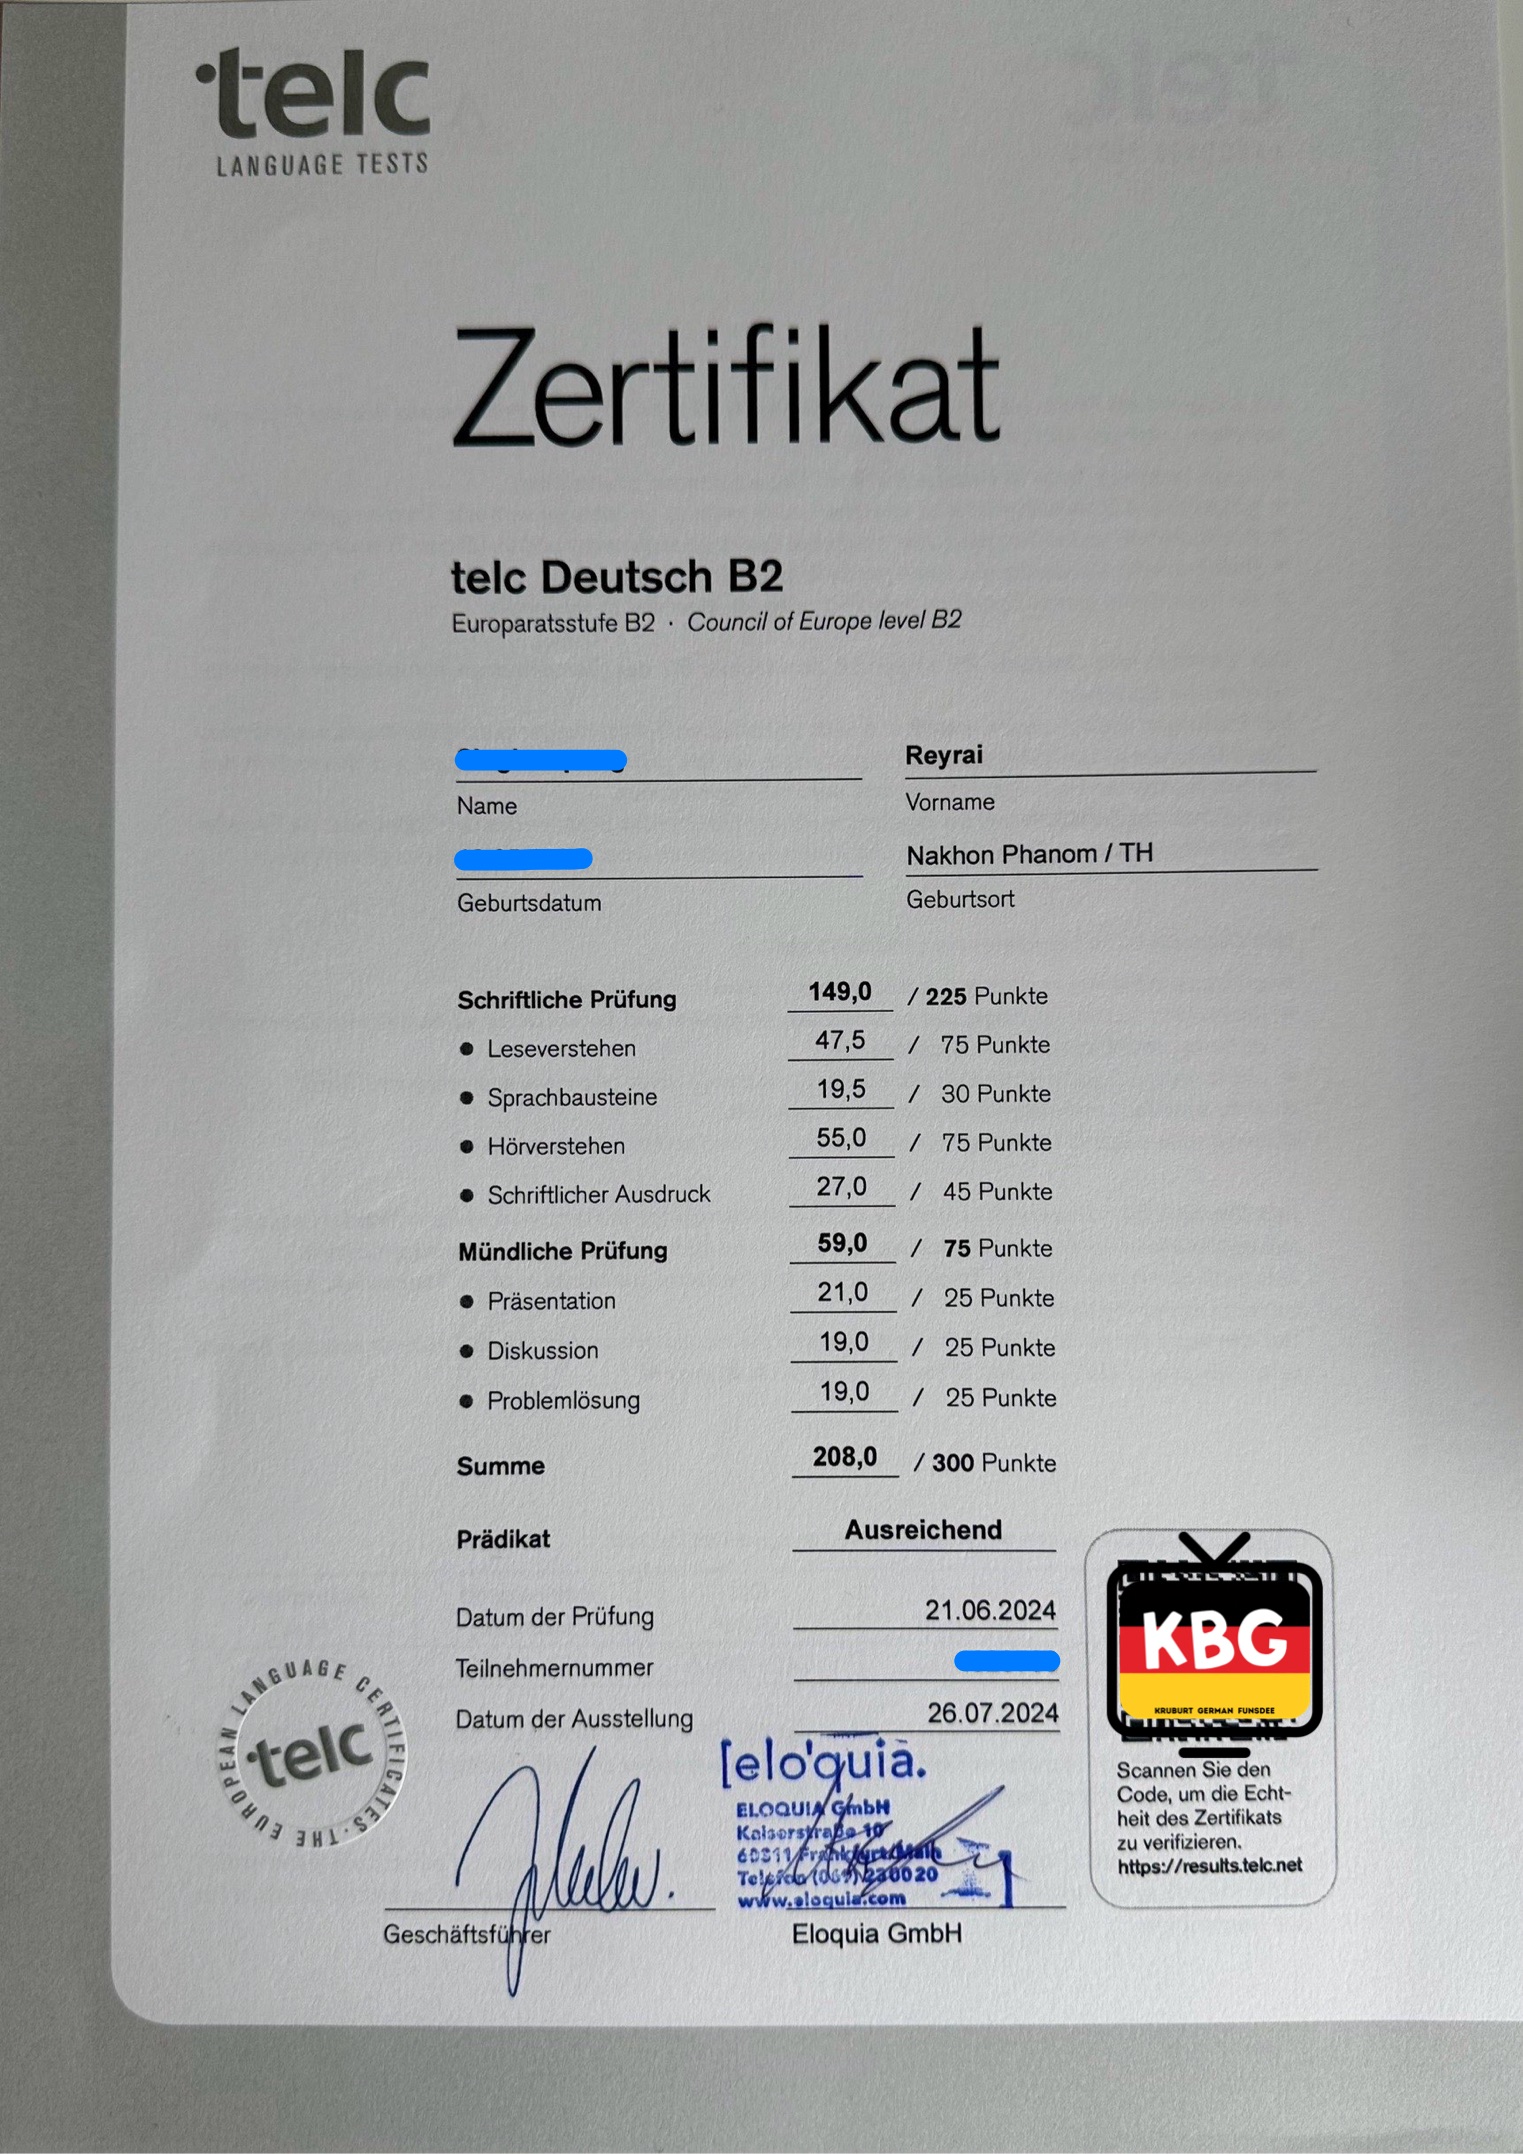 telc
LANGUAGE TESTS
Zertifikat
telc Deutsch B2
Europaratsstufe B2 · Council of Europe level B2
Reyrai
Name Vorname
Nakhon Phanom / TH
Geburtsdatum Geburtsort
Schriftliche Prüfung 149,0 / 225 Punkte
● Leseverstehen 47,5 / 75 Punkte
● Sprachbausteine 19,5 / 30 Punkte
● Hörverstehen 55,0 / 75 Punkte
● Schriftlicher Ausdruck 27,0 / 45 Punkte
Mündliche Prüfung 59,0 / 75 Punkte
● Präsentation 21,0 / 25 Punkte
● Diskussion 19,0 / 25 Punkte
● Problemlösung 19,0 / 25 Punkte
Summe 208,0 / 300 Punkte
Prädikat Ausreichend
Datum der Prüfung 21.06.2024
Teilnehmernummer
Datum der Ausstellung 26.07.2024
KBG
KRUBURT GERMAN FUNSDEE
Scannen Sie den
Code, um die Echt-
heit des Zertifikats
zu verifizieren.
https://results.telc.net
telc
THE EUROPEAN LANGUAGE CERTIFICATES ·
[elo'quia.
ELOQUIA GmbH
Kaiserstraße 10
60311 Frankfurt/Main
Telefon (069) 230020
www.eloquia.com
]
Geschäftsführer Eloquia GmbH